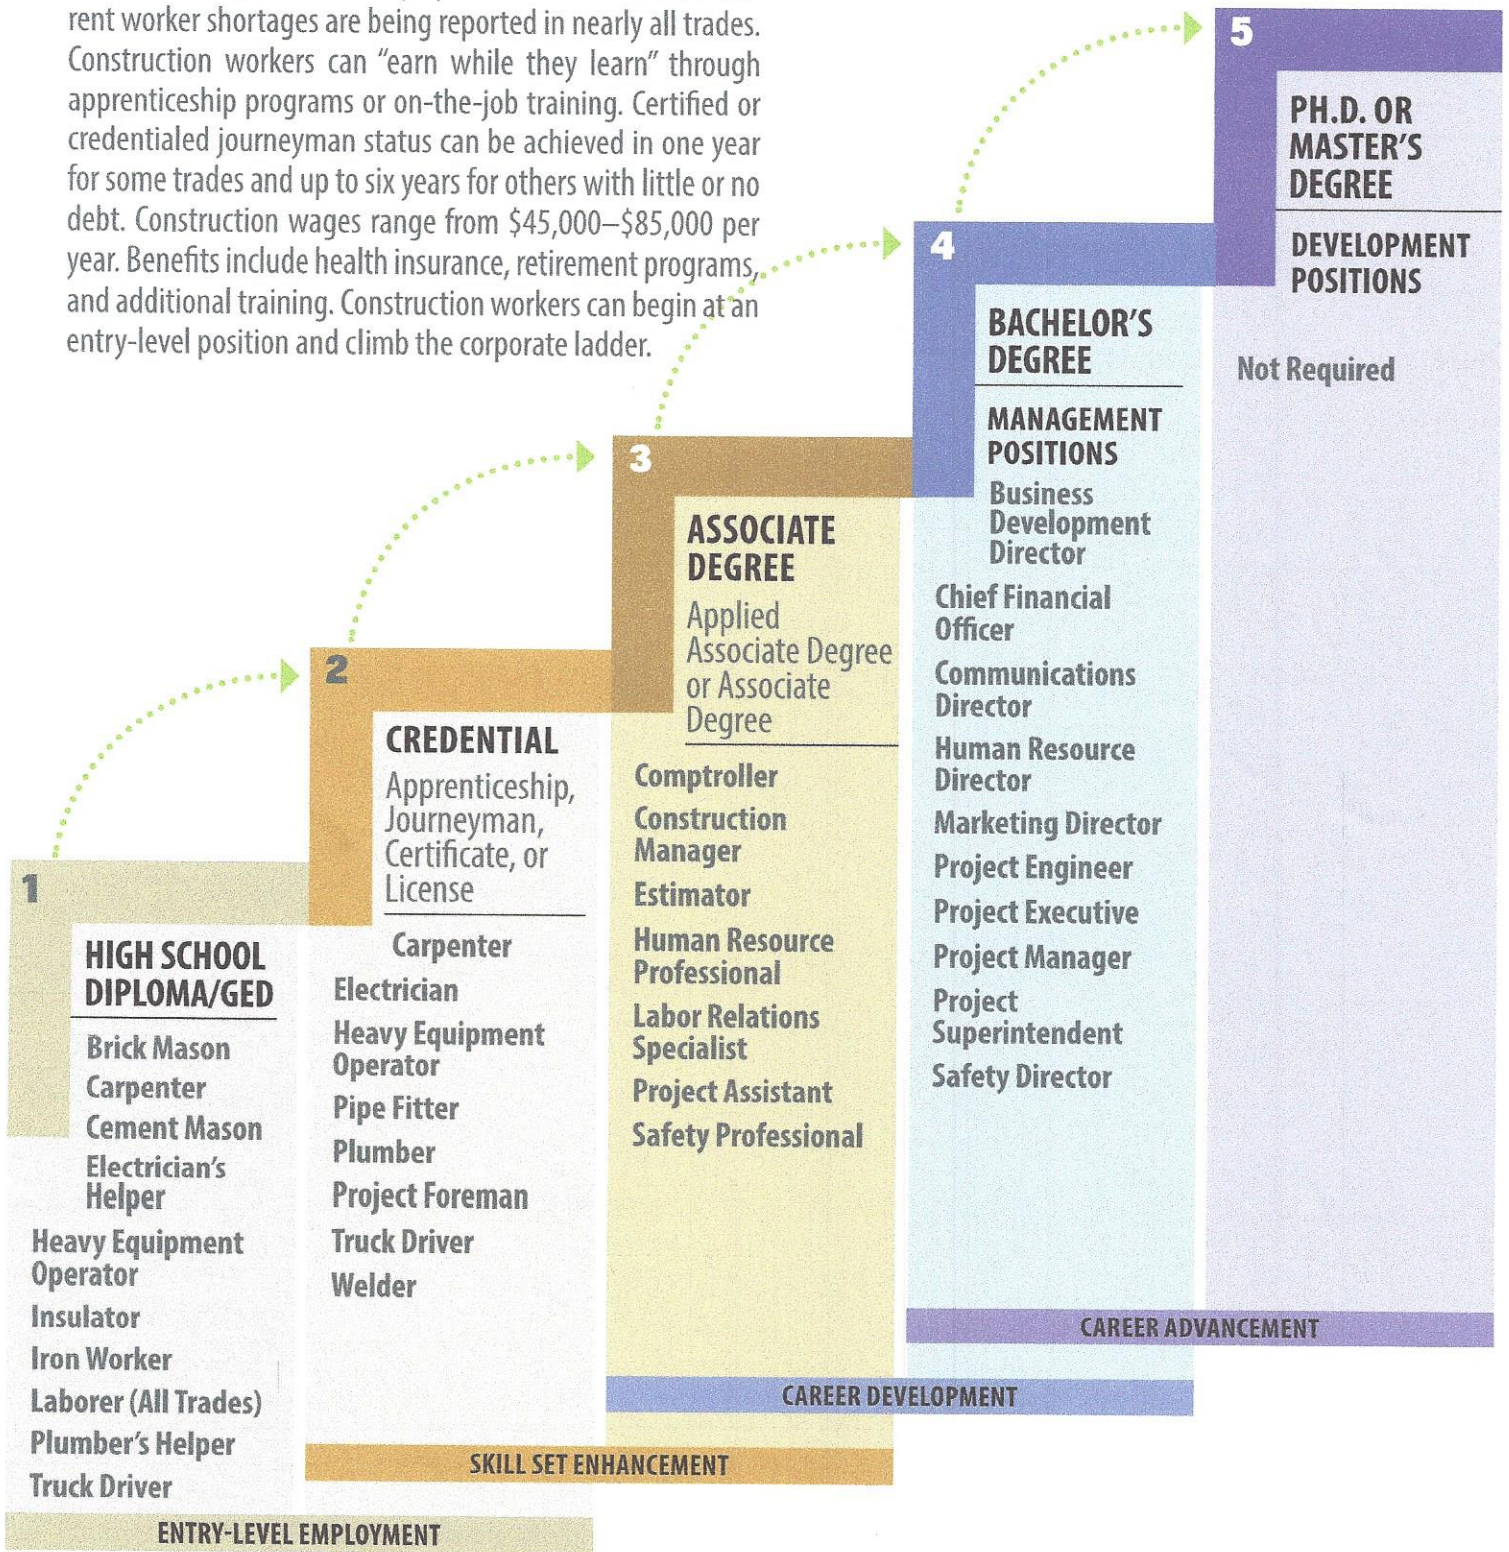 rent worker shortages are being reported in nearly all trades.
Construction workers can “earn while they learn” through
apprenticeship programs or on-the-job training. Certified or
credentialed journeyman status can be achieved in one year
for some trades and up to six years for others with little or no
debt. Construction wages range from $45,000–$85,000 per
year. Benefits include health insurance, retirement programs,
and additional training. Construction workers can begin at an
entry-level position and climb the corporate ladder.
1
HIGH SCHOOL
DIPLOMA/GED
Brick Mason
Carpenter
Cement Mason
Electrician’s
Helper
Heavy Equipment
Operator
Insulator
Iron Worker
Laborer (All Trades)
Plumber’s Helper
Truck Driver
ENTRY-LEVEL EMPLOYMENT
2
CREDENTIAL
Apprenticeship,
Journeyman,
Certificate, or
License
Carpenter
Electrician
Heavy Equipment
Operator
Pipe Fitter
Plumber
Project Foreman
Truck Driver
Welder
SKILL SET ENHANCEMENT
3
ASSOCIATE
DEGREE
Applied
Associate Degree
or Associate
Degree
Comptroller
Construction
Manager
Estimator
Human Resource
Professional
Labor Relations
Specialist
Project Assistant
Safety Professional
CAREER DEVELOPMENT
4
BACHELOR’S
DEGREE
MANAGEMENT
POSITIONS
Business
Development
Director
Chief Financial
Officer
Communications
Director
Human Resource
Director
Marketing Director
Project Engineer
Project Executive
Project Manager
Project
Superintendent
Safety Director
CAREER ADVANCEMENT
5
PH.D. OR
MASTER’S
DEGREE
DEVELOPMENT
POSITIONS
Not Required